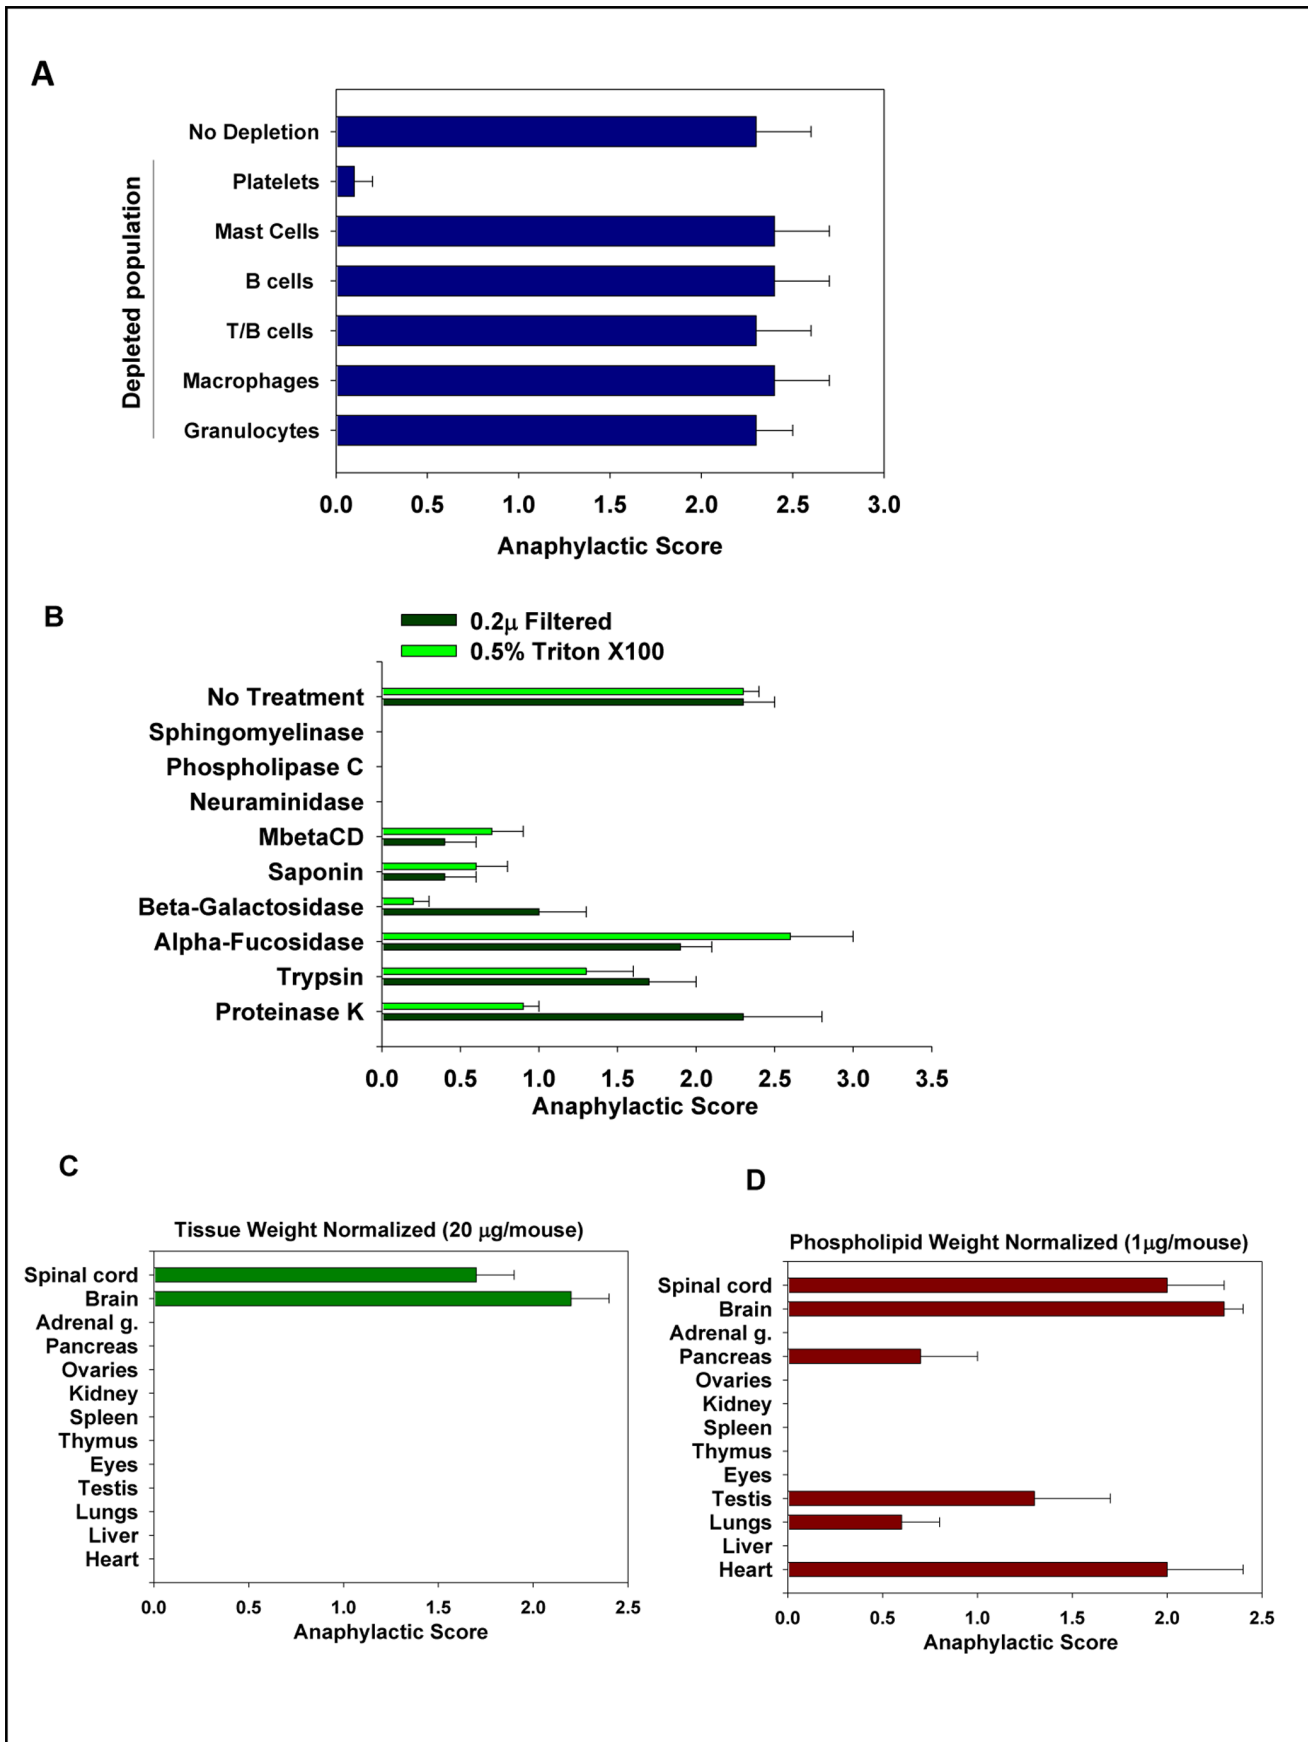 A
No Depletion
Platelets
Mast Cells
B cells
T/B cells
Macrophages
Granulocytes
Depleted population
0.0 0.5 1.0 1.5 2.0 2.5 3.0
Anaphylactic Score
B
0.2μ Filtered
0.5% Triton X100
No Treatment
Sphingomyelinase
Phospholipase C
Neuraminidase
MbetaCD
Saponin
Beta-Galactosidase
Alpha-Fucosidase
Trypsin
Proteinase K
0.0 0.5 1.0 1.5 2.0 2.5 3.0 3.5
Anaphylactic Score
C
Tissue Weight Normalized (20 μg/mouse)
Spinal cord
Brain
Adrenal g.
Pancreas
Ovaries
Kidney
Spleen
Thymus
Eyes
Testis
Lungs
Liver
Heart
0.0 0.5 1.0 1.5 2.0 2.5
Anaphylactic Score
D
Phospholipid Weight Normalized (1μg/mouse)
Spinal cord
Brain
Adrenal g.
Pancreas
Ovaries
Kidney
Spleen
Thymus
Eyes
Testis
Lungs
Liver
Heart
0.0 0.5 1.0 1.5 2.0 2.5
Anaphylactic Score